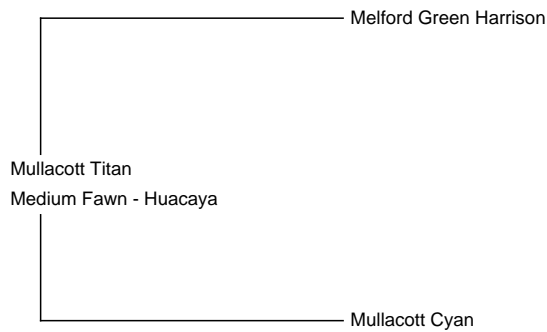 Melford Green Harrison
Mullacott Titan
Medium Fawn - Huacaya
Mullacott Cyan